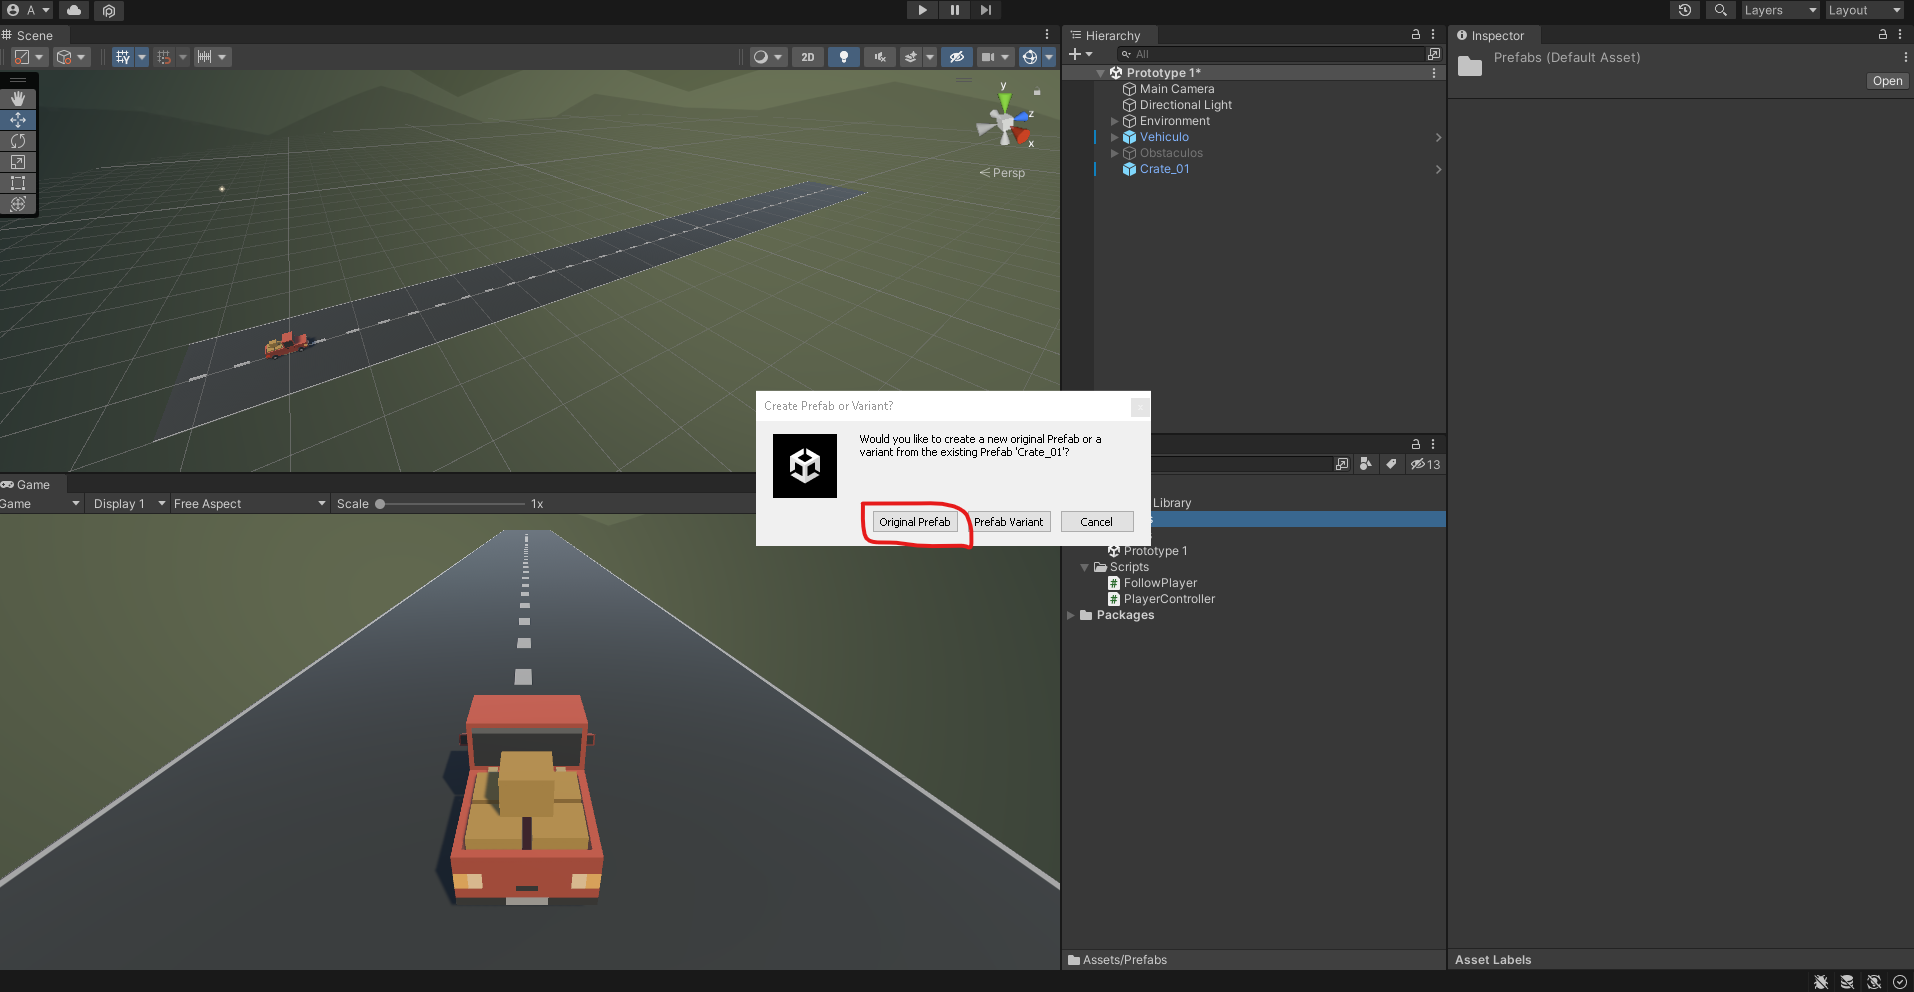 A
Layers
Layout
Scene
2D
y
z
x
Persp
Hierarchy
All
Prototype 1*
Main Camera
Directional Light
Environment
Vehiculo
Obstaculos
Crate_01
Inspector
Prefabs (Default Asset)
Open
Create Prefab or Variant?
Would you like to create a new original Prefab or a
variant from the existing Prefab 'Crate_01'?
Original Prefab
Prefab Variant
Cancel
13
Library
Prototype 1
Scripts
FollowPlayer
PlayerController
Packages
Game
Game
Display 1
Free Aspect
Scale
1x
Assets/Prefabs
Asset Labels